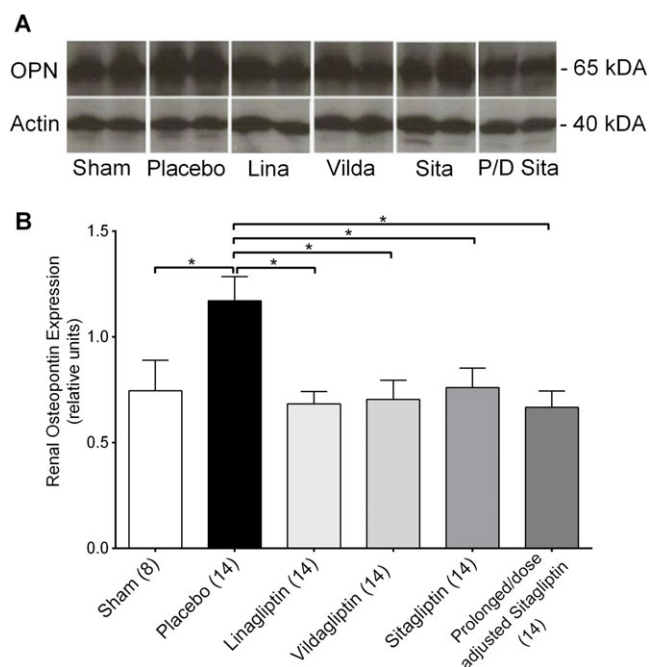 A
OPN
- 65 kDA
Actin
- 40 kDA
Sham Placebo Lina Vilda Sita P/D Sita
B
Renal Osteopontin Expression
(relative units)
1.5
1.0
0.5
0.0
*
*
*
*
*
Sham (8)
Placebo (14)
Linagliptin (14)
Vildagliptin (14)
Sitagliptin (14)
Prolonged/dose
adjusted Sitagliptin
(14)